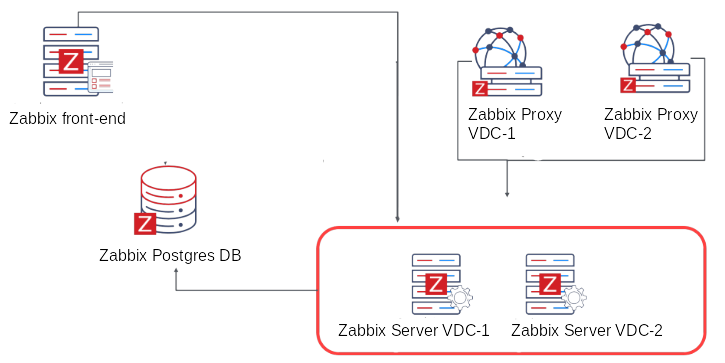 Z
Zabbix front-end
Z
Z
Zabbix Proxy
VDC-1
Zabbix Proxy
VDC-2
Z
Zabbix Postgres DB
Z
Z
Zabbix Server VDC-1
Zabbix Server VDC-2